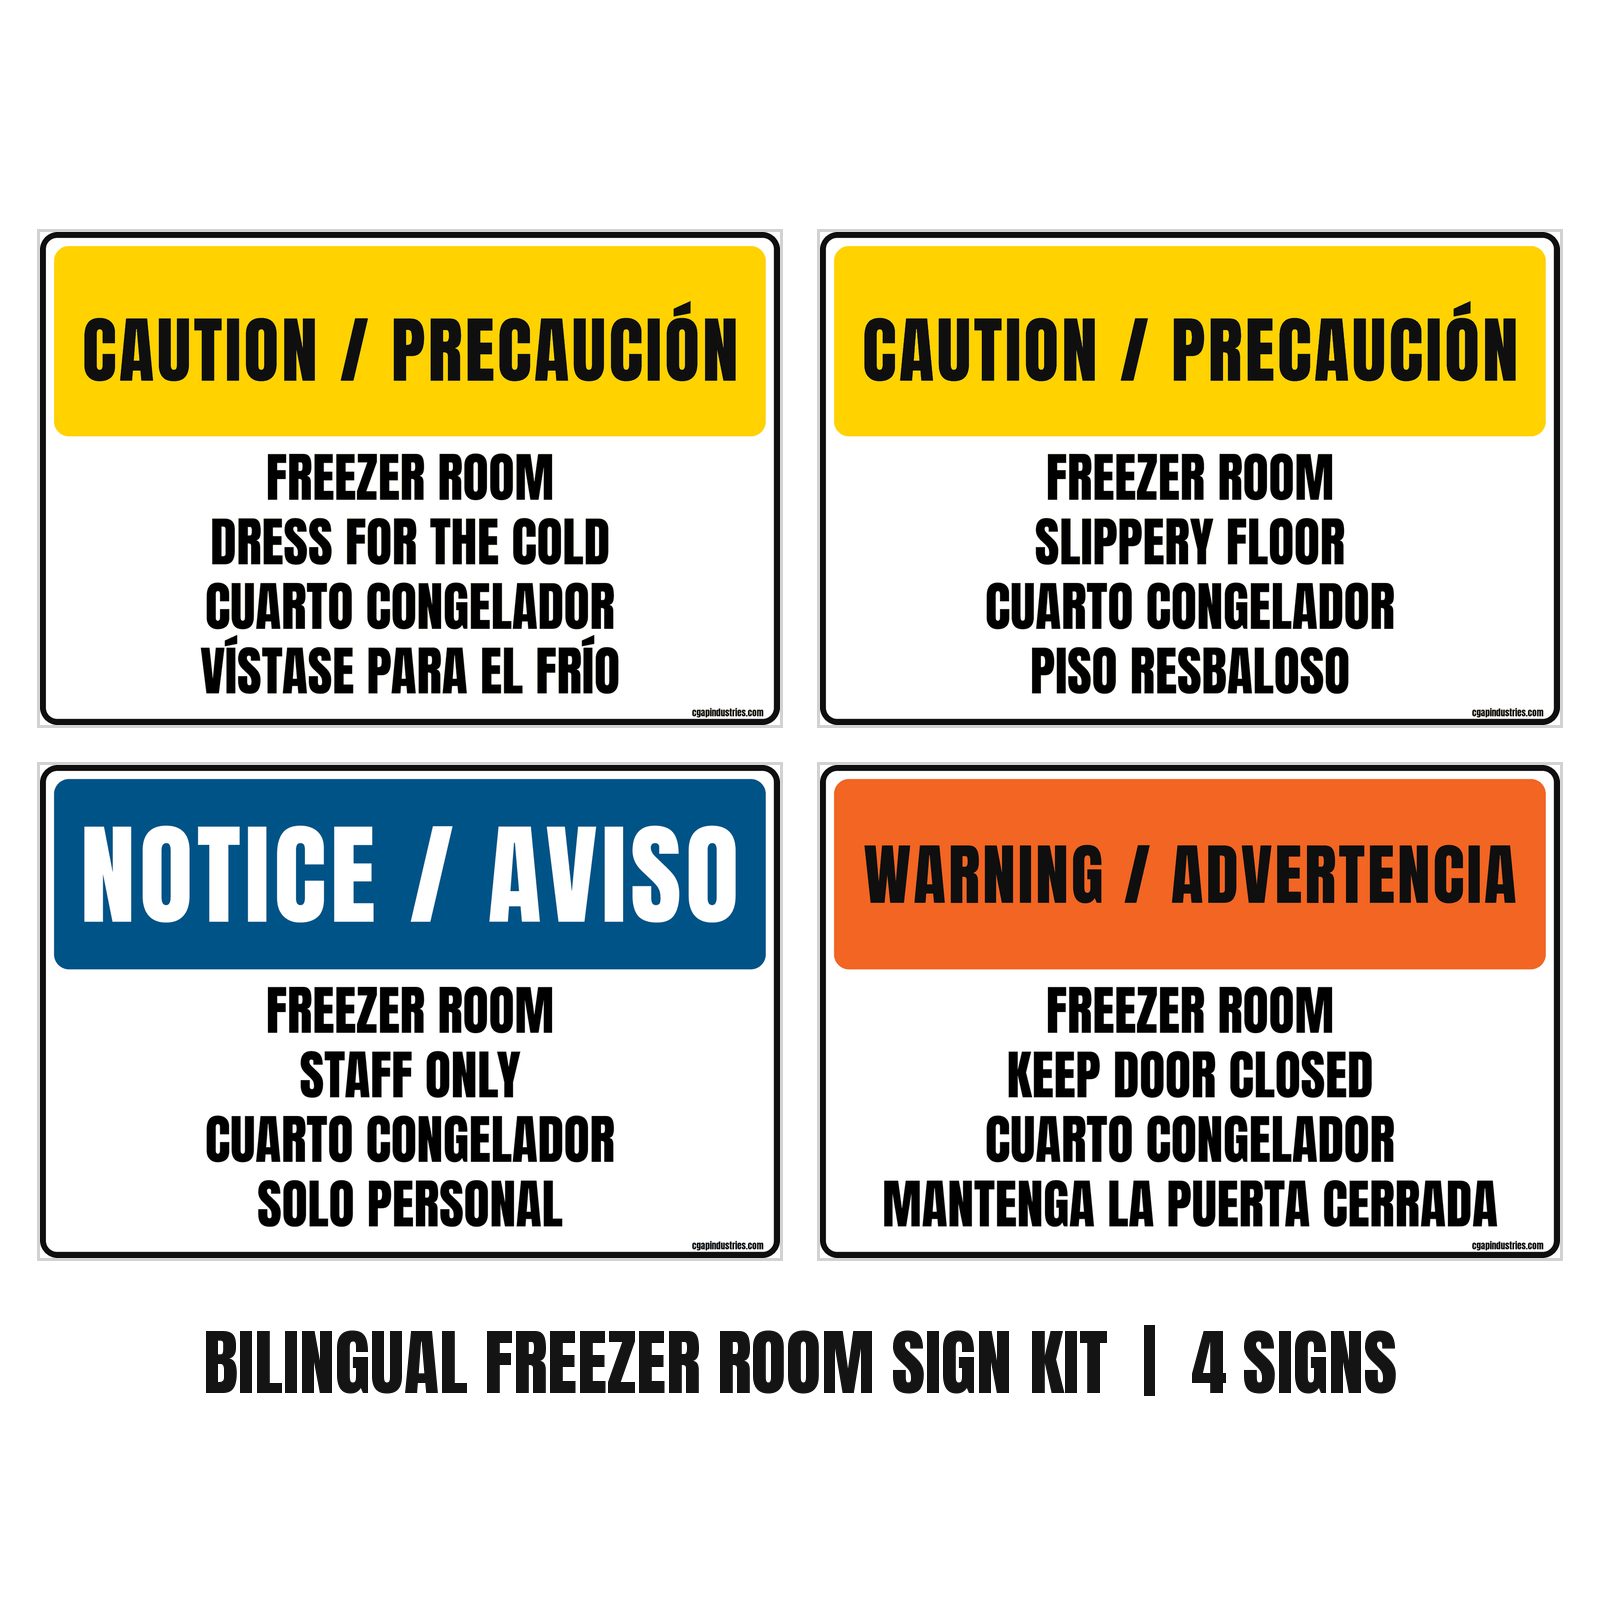 CAUTION / PRECAUCIÓN
FREEZER ROOM
DRESS FOR THE COLD
CUARTO CONGELADOR
VÍSTASE PARA EL FRÍO
cgapindustries.com
CAUTION / PRECAUCIÓN
FREEZER ROOM
SLIPPERY FLOOR
CUARTO CONGELADOR
PISO RESBALOSO
cgapindustries.com
NOTICE / AVISO
FREEZER ROOM
STAFF ONLY
CUARTO CONGELADOR
SOLO PERSONAL
cgapindustries.com
WARNING / ADVERTENCIA
FREEZER ROOM
KEEP DOOR CLOSED
CUARTO CONGELADOR
MANTENGA LA PUERTA CERRADA
cgapindustries.com
BILINGUAL FREEZER ROOM SIGN KIT | 4 SIGNS